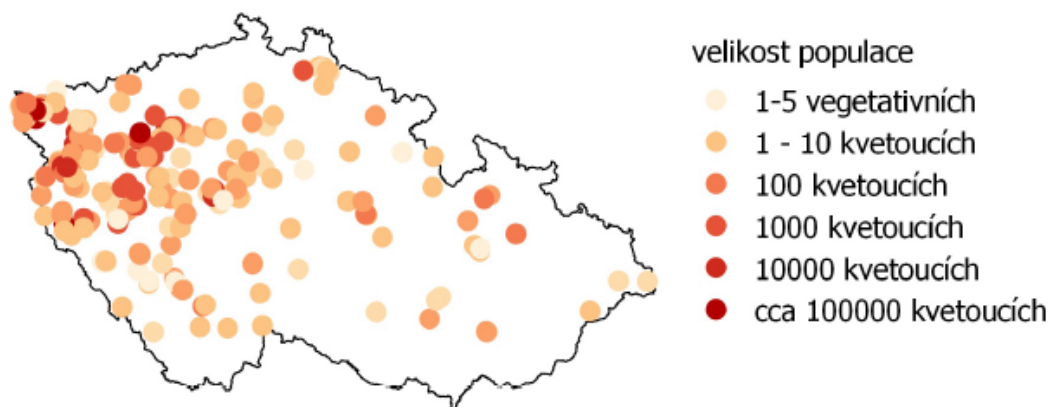 velikost populace
1-5 vegetativních
1 - 10 kvetoucích
100 kvetoucích
1000 kvetoucích
10000 kvetoucích
cca 100000 kvetoucích